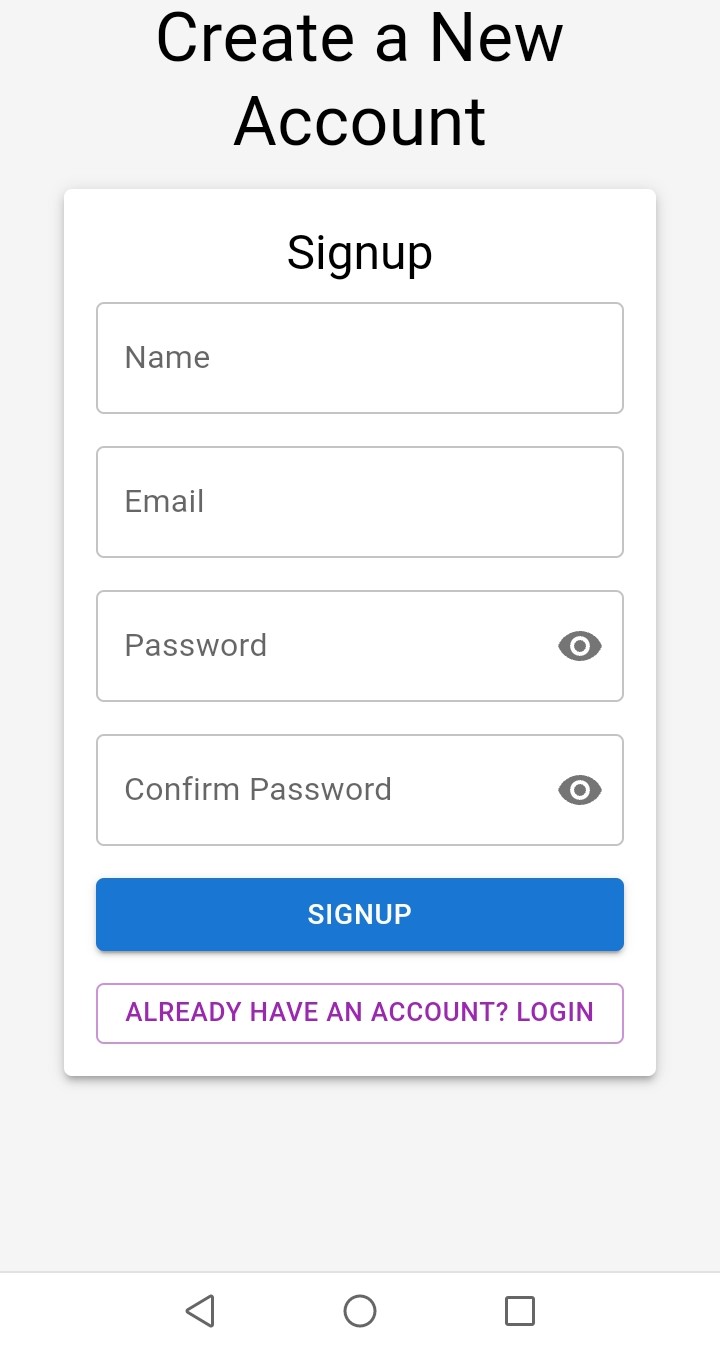 Create a New
Account
Signup
Name
Email
Password
Confirm Password
SIGNUP
ALREADY HAVE AN ACCOUNT? LOGIN